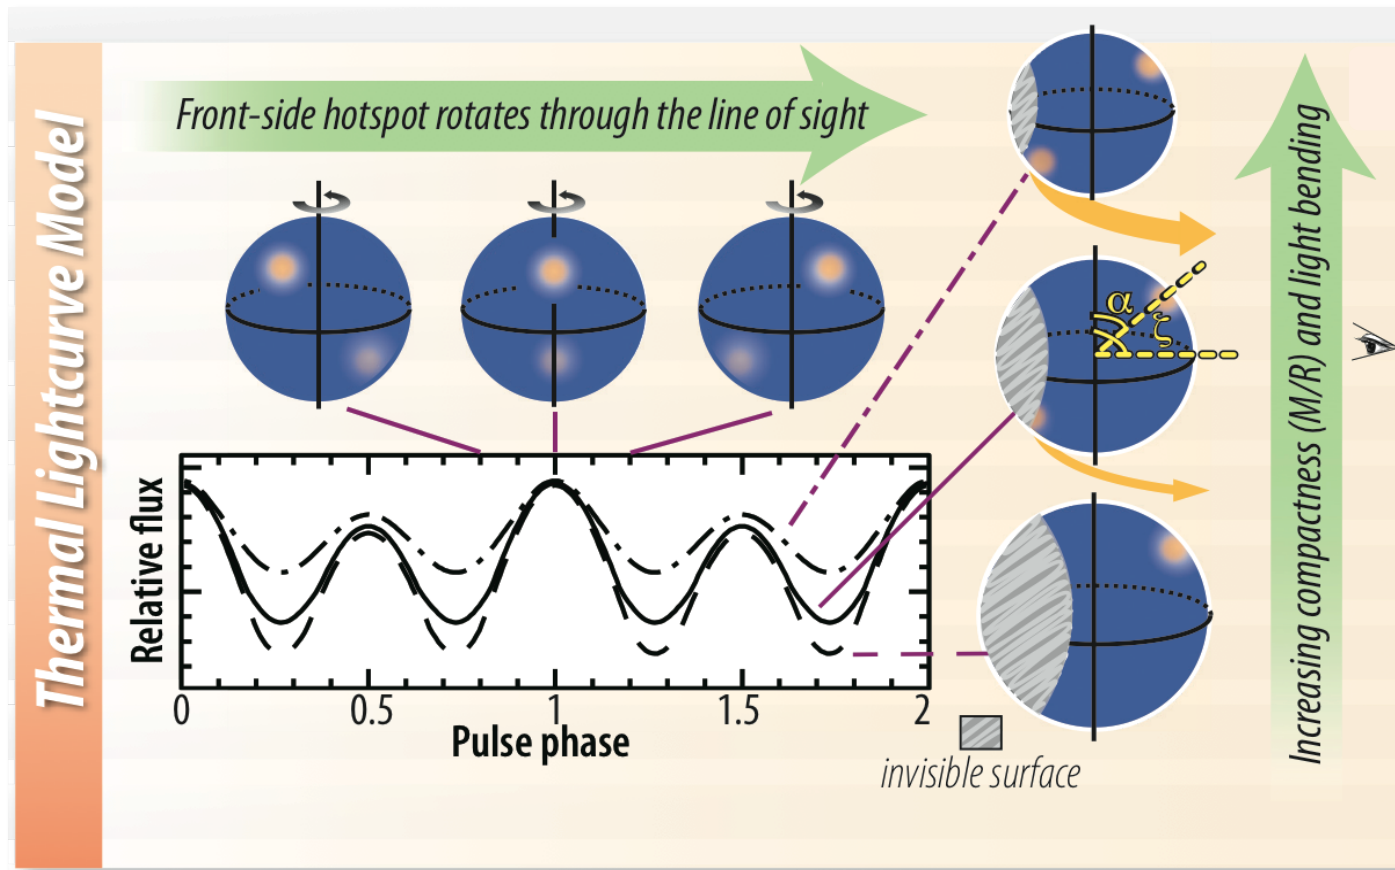 Thermal Lightcurve Model
Front-side hotspot rotates through the line of sight
α
ζ
Increasing compactness (M/R) and light bending
Relative flux
0 0.5 1 1.5 2
Pulse phase
invisible surface